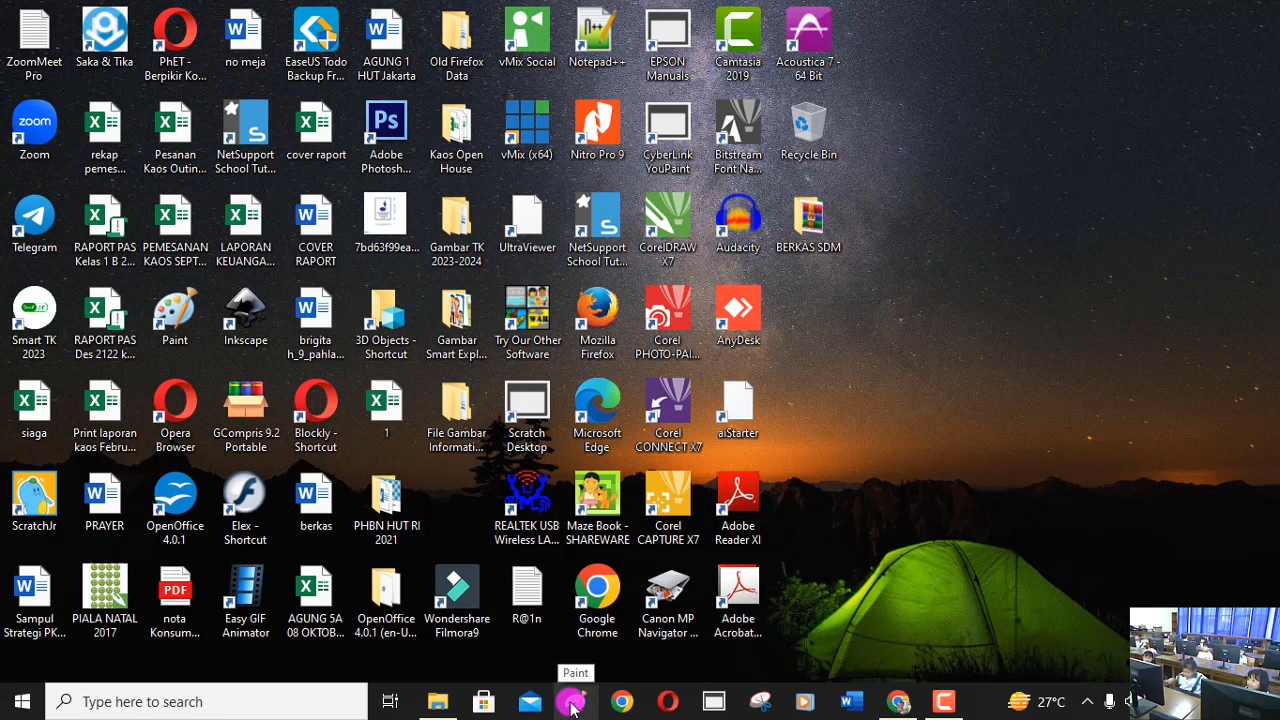 ZoomMeet
Pro
Saka & Tika
PhET -
Berpikir Ko...
no meja
EaseUS Todo
Backup Fr...
AGUNG 1
HUT Jakarta
Old Firefox
Data
vMix Social
Notepad++
EPSON
Manuals
Camtasia
2019
Acoustica 7 -
64 Bit
zoom
Zoom
rekap
pemes...
Pesanan
Kaos Outin...
NetSupport
School Tut...
cover raport
Ps
Adobe
Photosh...
Kaos Open
House
vMix (x64)
Nitro Pro 9
CyberLink
YouPaint
Bitstream
Font Na...
Recycle Bin
Telegram
RAPORT PAS
Kelas 1 B 2...
PEMESANAN
KAOS SEPT...
LAPORAN
KEUANGA...
COVER
RAPORT
7bd63f99ea...
Gambar TK
2023-2024
UltraViewer
NetSupport
School Tut...
CorelDRAW
X7
Audacity
BERKAS SDM
Smart TK
2023
RAPORT PAS
Des 2122 k...
Paint
Inkscape
brigita
h_9_pahla...
3D Objects -
Shortcut
Gambar
Smart Expl...
Try Our Other
Software
Mozilla
Firefox
Corel
PHOTO-PAI...
AnyDesk
siaga
Print laporan
kaos Febru...
Opera
Browser
GCompris 9.2
Portable
Blockly -
Shortcut
1
File Gambar
Informati...
Scratch
Desktop
Microsoft
Edge
Corel
CONNECT X7
aiStarter
ScratchJr
PRAYER
OpenOffice
4.0.1
Elex -
Shortcut
berkas
PHBN HUT RI
2021
REALTEK USB
Wireless LA...
Maze Book -
SHAREWARE
Corel
CAPTURE X7
Adobe
Reader XI
Sampul
Strategi PK...
PIALA NATAL
2017
PDF
nota
Konsum...
Easy GIF
Animator
AGUNG 5A
08 OKTOB...
OpenOffice
4.0.1 (en-U...
Wondershare
Filmora9
R@1n
Google
Chrome
Canon MP
Navigator ...
Adobe
Acrobat...
Paint
Type here to search
27°C